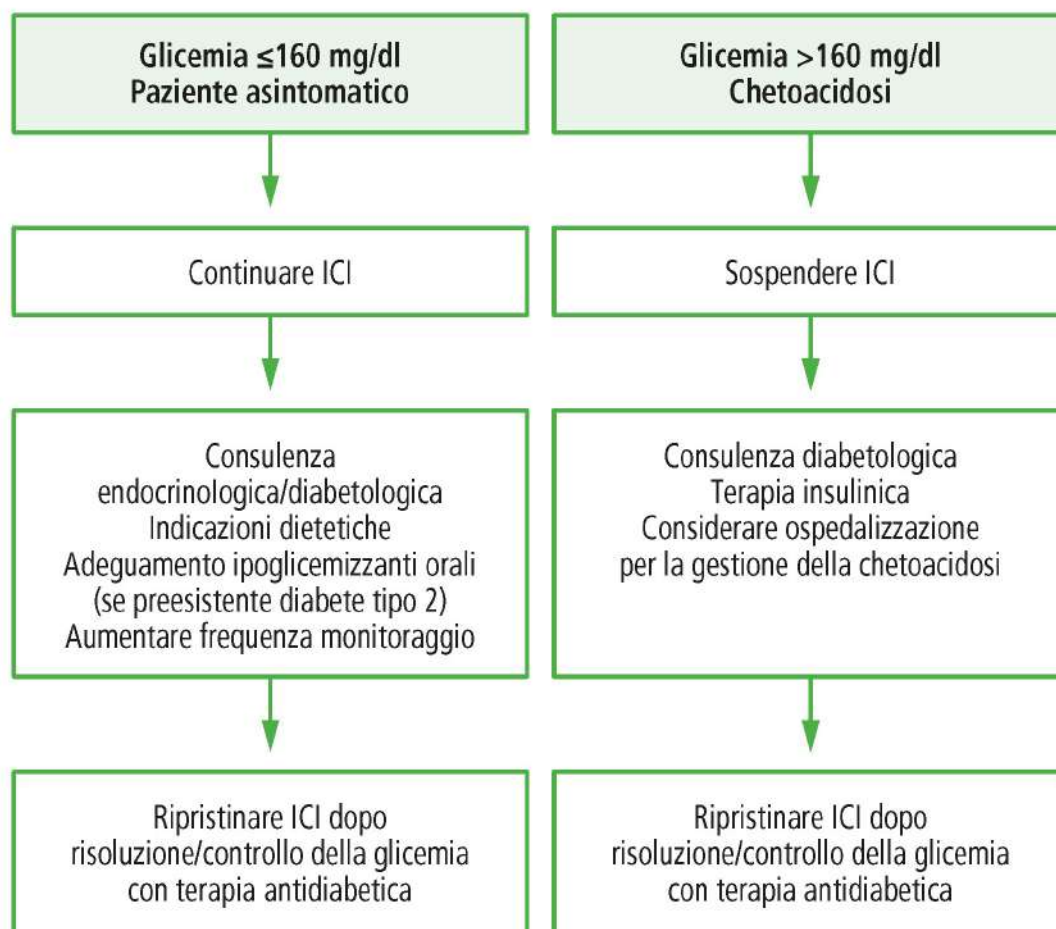 Glicemia ≤160 mg/dl
Paziente asintomatico
Glicemia >160 mg/dl
Chetoacidosi
Continuare ICI
Sospendere ICI
Consulenza
endocrinologica/diabetologica
Indicazioni dietetiche
Adeguamento ipoglicemizzanti orali
(se preesistente diabete tipo 2)
Aumentare frequenza monitoraggio
Consulenza diabetologica
Terapia insulinica
Considerare ospedalizzazione
per la gestione della chetoacidosi
Ripristinare ICI dopo
risoluzione/controllo della glicemia
con terapia antidiabetica
Ripristinare ICI dopo
risoluzione/controllo della glicemia
con terapia antidiabetica